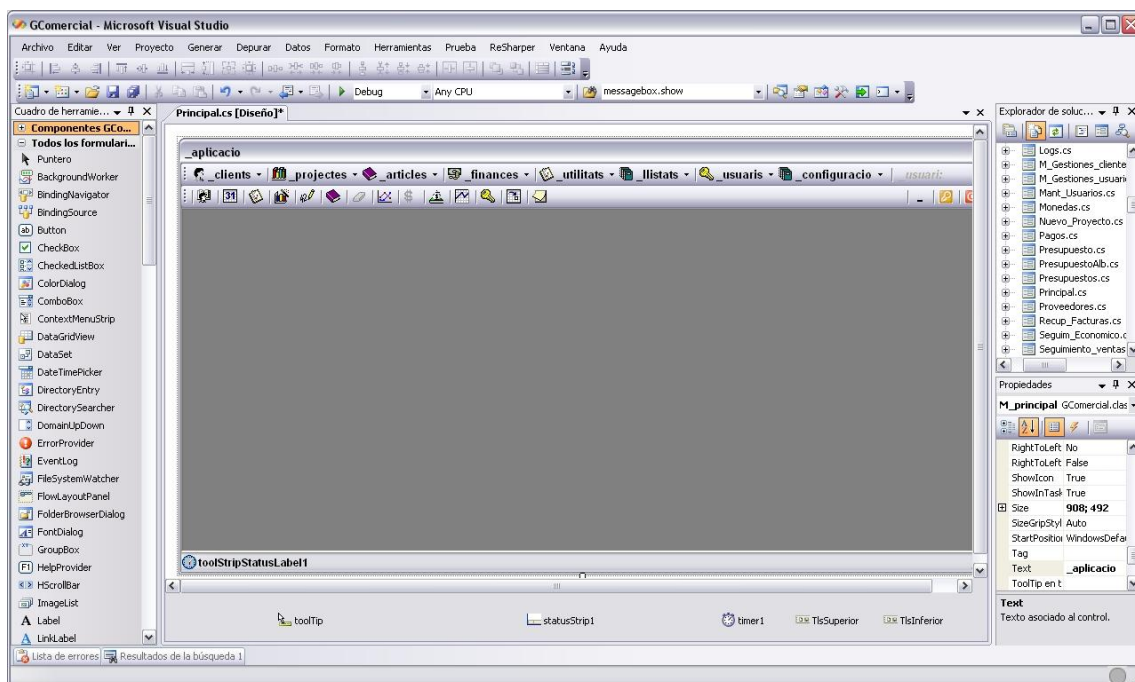 GComercial - Microsoft Visual Studio
Archivo Editar Ver Proyecto Generar Depurar Datos Formato Herramientas Prueba ReSharper Ventana Ayuda
Debug Any CPU messagebox.show
Cuadro de herramie...
Componentes GCo...
Todos los formulari...
Puntero
BackgroundWorker
BindingNavigator
BindingSource
Button
CheckBox
CheckedListBox
ColorDialog
ComboBox
ContextMenuStrip
DataGridView
DataSet
DateTimePicker
DirectoryEntry
DirectorySearcher
DomainUpDown
ErrorProvider
EventLog
FileSystemWatcher
FlowLayoutPanel
FolderBrowserDialog
FontDialog
GroupBox
HelpProvider
HScrollBar
ImageList
Label
LinkLabel
Principal.cs [Diseño]*
_aplicacio
_clients _projectes _articles _finances _utilitats _llistats _usuaris _configuracio usuari:
31
toolStripStatusLabel1
toolTip statusStrip1 timer1 TlsSuperior TlsInferior
Explorador de soluc...
Logs.cs
M_Gestiones_cliente
M_Gestiones_usuari
Mant_Usuarios.cs
Monedas.cs
Nuevo_Proyecto.cs
Pagos.cs
Presupuesto.cs
PresupuestoAlb.cs
Presupuestos.cs
Principal.cs
Proveedores.cs
Recup_Facturas.cs
Seguim_Economico.c
Seguimiento_ventas
Propiedades
M_principal GComercial.clas
RightToLeft No
RightToLeft False
ShowIcon True
ShowInTask True
Size 908; 492
SizeGripStyl Auto
StartPosition WindowsDefau
Tag
Text _aplicacio
ToolTip en t
Text
Texto asociado al control.
Lista de errores Resultados de la búsqueda 1